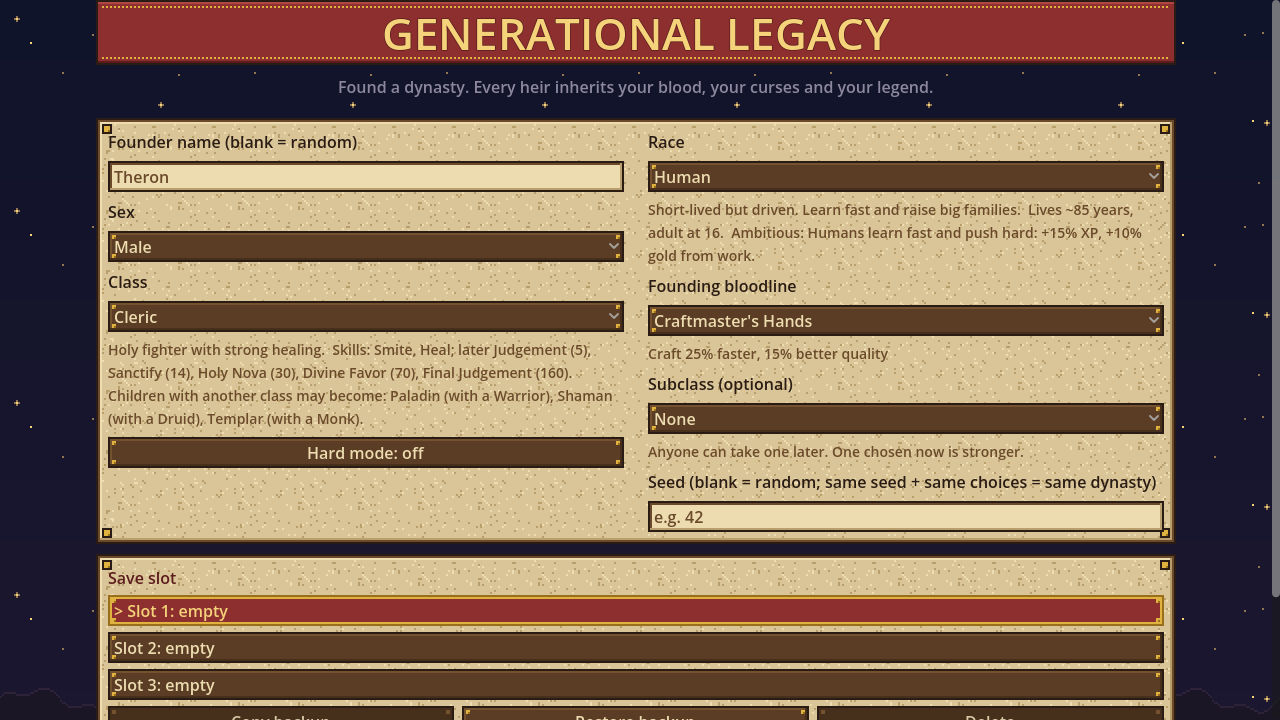 GENERATIONAL LEGACY
Found a dynasty. Every heir inherits your blood, your curses and your legend.
Founder name (blank = random)
Theron
Sex
Male
Class
Cleric
Holy fighter with strong healing.  Skills: Smite, Heal; later Judgement (5),
Sanctify (14), Holy Nova (30), Divine Favor (70), Final Judgement (160).
Children with another class may become: Paladin (with a Warrior), Shaman
(with a Druid), Templar (with a Monk).
Hard mode: off
Race
Human
Short-lived but driven. Learn fast and raise big families.  Lives ~85 years,
adult at 16.  Ambitious: Humans learn fast and push hard: +15% XP, +10%
gold from work.
Founding bloodline
Craftmaster's Hands
Craft 25% faster, 15% better quality
Subclass (optional)
None
Anyone can take one later. One chosen now is stronger.
Seed (blank = random; same seed + same choices = same dynasty)
e.g. 42
Save slot
> Slot 1: empty
Slot 2: empty
Slot 3: empty
Copy backup
Restore backup
Delete